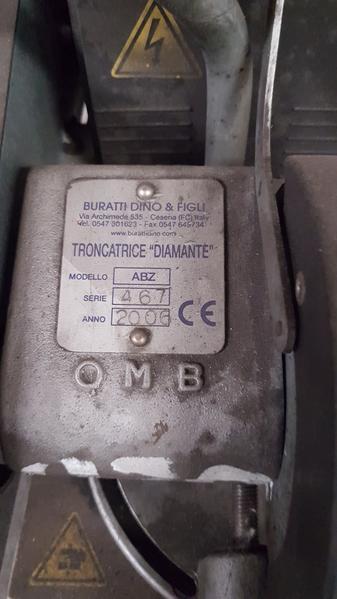 BURATTI DINO & FIGLI
Via Archimede 535 - Cesena (FC) Italy
Tel. 0547 301623 - Fax 0547 645734
www.burattidino.com
TRONCATRICE "DIAMANTE"
MODELLO ABZ
SERIE 467
ANNO 2006 CE
OMB